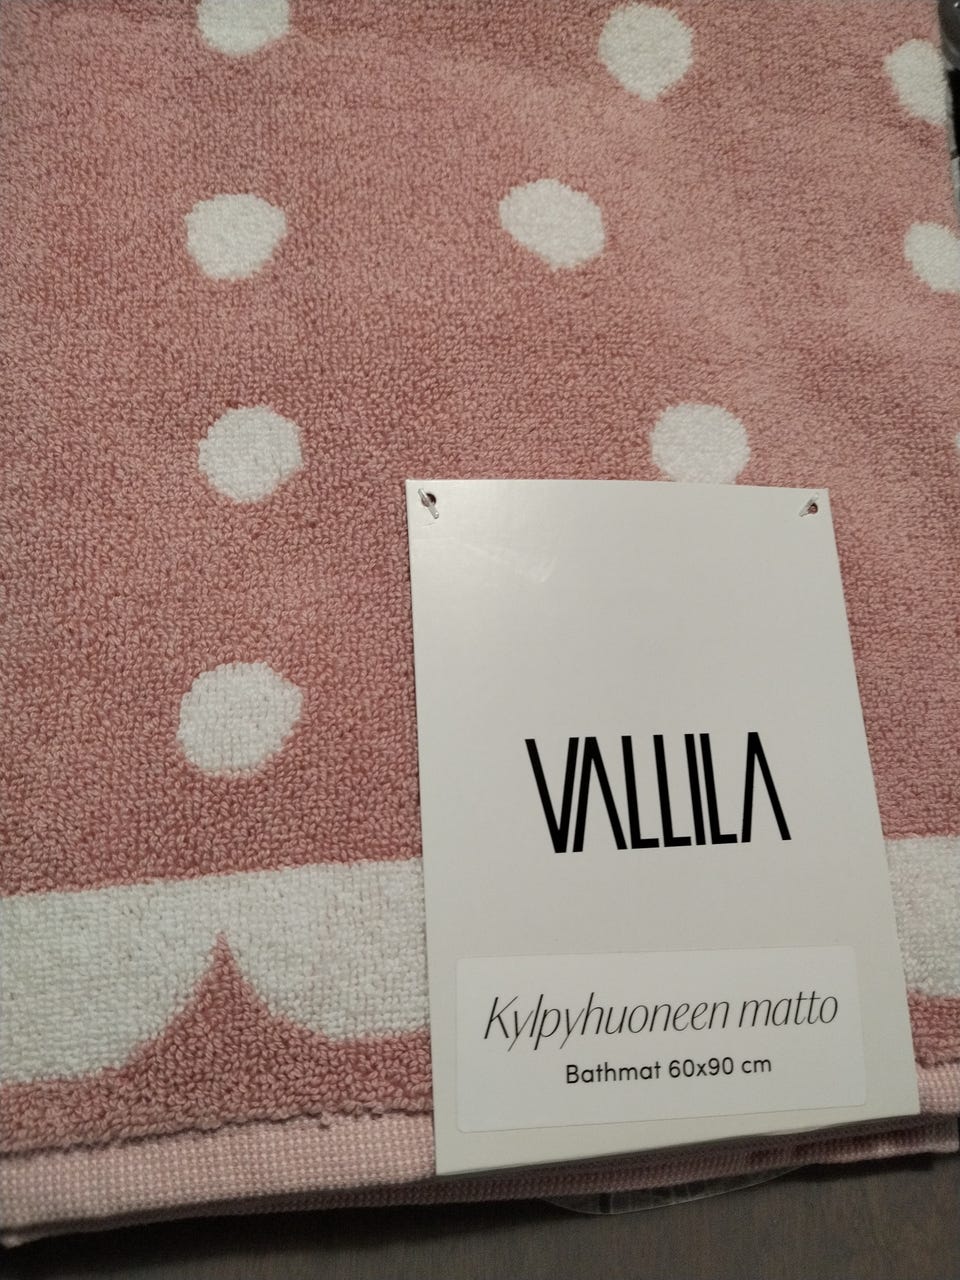 VALLILA
Kylpyhuoneen matto
Bathmat 60x90 cm